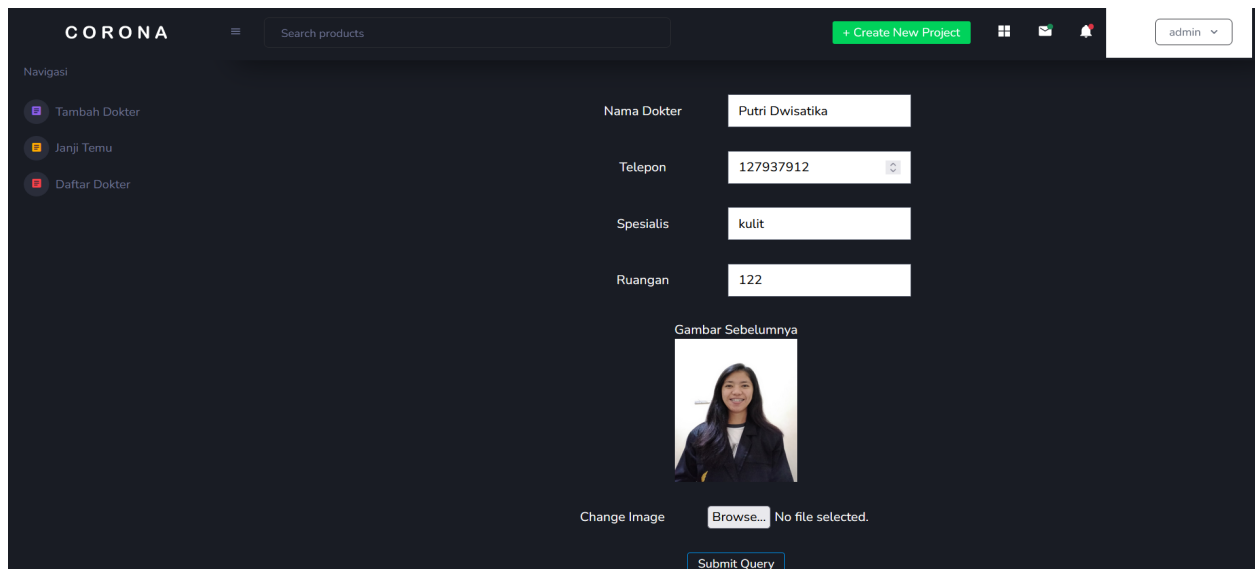 CORONA
Search products
+ Create New Project
admin
Navigasi
Tambah Dokter
Janji Temu
Daftar Dokter
Nama Dokter Putri Dwisatika
Telepon 127937912
Spesialis kulit
Ruangan 122
Gambar Sebelumnya
Change Image Browse... No file selected.
Submit Query